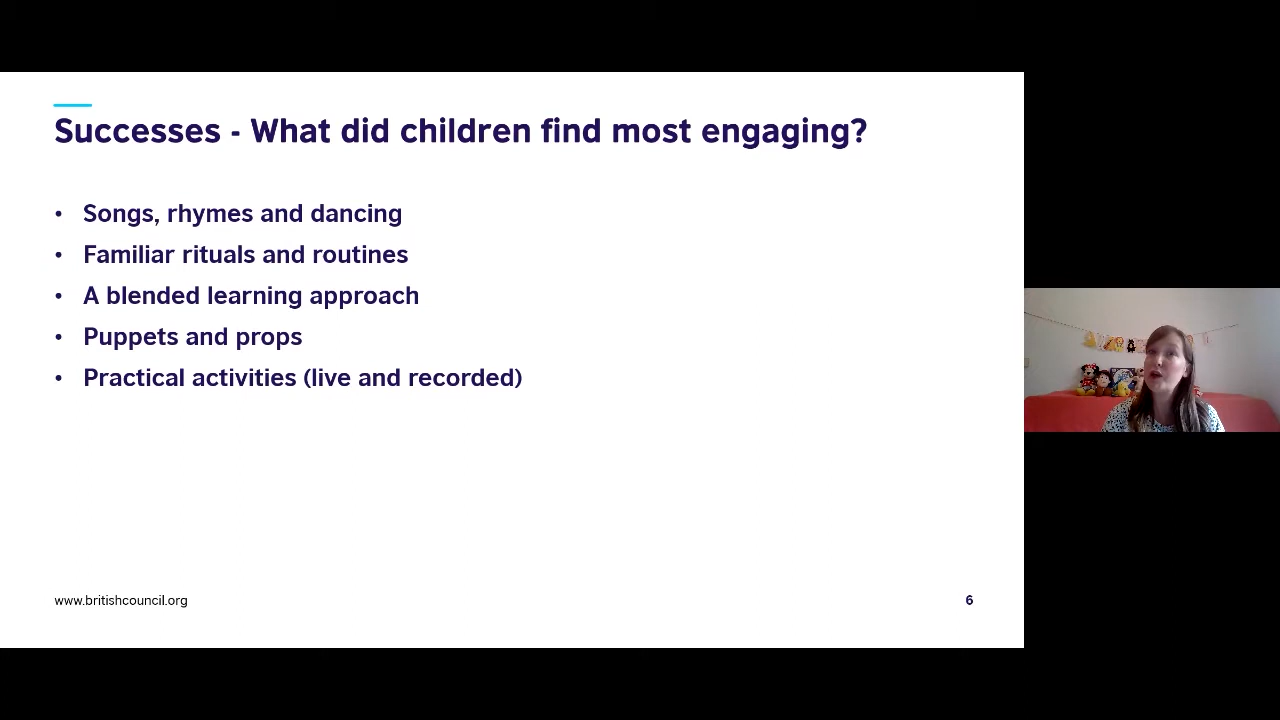 Successes - What did children find most engaging?
• Songs, rhymes and dancing
• Familiar rituals and routines
• A blended learning approach
• Puppets and props
• Practical activities (live and recorded)
www.britishcouncil.org
6